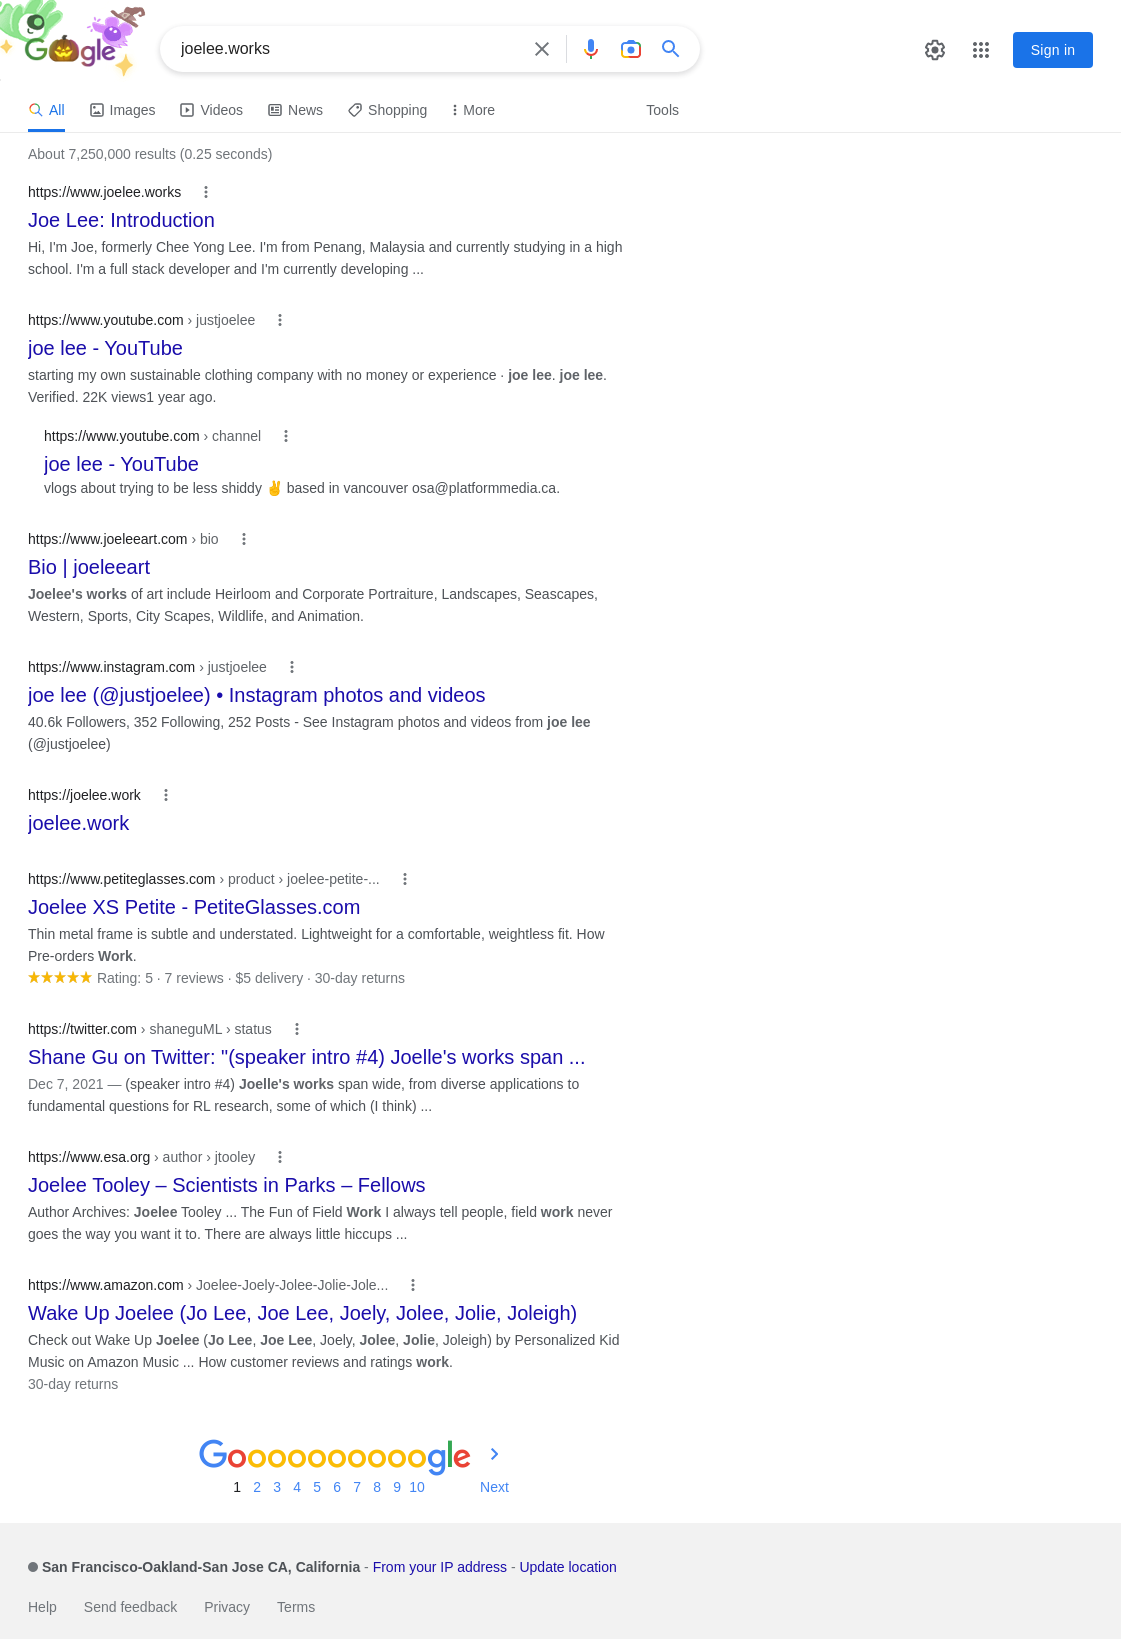 Google
joelee.works
Sign in
All Images Videos News Shopping More Tools
About 7,250,000 results (0.25 seconds)
https://www.joelee.works
Joe Lee: Introduction
Hi, I'm Joe, formerly Chee Yong Lee. I'm from Penang, Malaysia and currently studying in a high
school. I'm a full stack developer and I'm currently developing ...
https://www.youtube.com › justjoelee
joe lee - YouTube
starting my own sustainable clothing company with no money or experience · joe lee. joe lee.
Verified. 22K views1 year ago.
https://www.youtube.com › channel
joe lee - YouTube
vlogs about trying to be less shiddy ✌ based in vancouver osa@platformmedia.ca.
https://www.joeleeart.com › bio
Bio | joeleeart
Joelee's works of art include Heirloom and Corporate Portraiture, Landscapes, Seascapes,
Western, Sports, City Scapes, Wildlife, and Animation.
https://www.instagram.com › justjoelee
joe lee (@justjoelee) • Instagram photos and videos
40.6k Followers, 352 Following, 252 Posts - See Instagram photos and videos from joe lee
(@justjoelee)
https://joelee.work
joelee.work
https://www.petiteglasses.com › product › joelee-petite-...
Joelee XS Petite - PetiteGlasses.com
Thin metal frame is subtle and understated. Lightweight for a comfortable, weightless fit. How
Pre-orders Work.
★★★★★ Rating: 5 · 7 reviews · $5 delivery · 30-day returns
https://twitter.com › shaneguML › status
Shane Gu on Twitter: "(speaker intro #4) Joelle's works span ...
Dec 7, 2021 — (speaker intro #4) Joelle's works span wide, from diverse applications to
fundamental questions for RL research, some of which (I think) ...
https://www.esa.org › author › jtooley
Joelee Tooley – Scientists in Parks – Fellows
Author Archives: Joelee Tooley ... The Fun of Field Work I always tell people, field work never
goes the way you want it to. There are always little hiccups ...
https://www.amazon.com › Joelee-Joely-Jolee-Jolie-Jole...
Wake Up Joelee (Jo Lee, Joe Lee, Joely, Jolee, Jolie, Joleigh)
Check out Wake Up Joelee (Jo Lee, Joe Lee, Joely, Jolee, Jolie, Joleigh) by Personalized Kid
Music on Amazon Music ... How customer reviews and ratings work.
30-day returns
Goooooooooogle
1 2 3 4 5 6 7 8 9 10 Next
San Francisco-Oakland-San Jose CA, California - From your IP address - Update location
Help Send feedback Privacy Terms